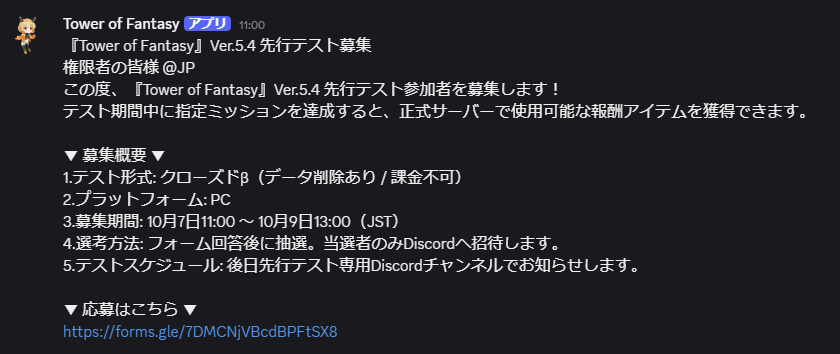 Tower of Fantasy アプリ 11:00
『Tower of Fantasy』Ver.5.4 先行テスト募集
権限者の皆様 @JP
この度、『Tower of Fantasy』Ver.5.4 先行テスト参加者を募集します！
テスト期間中に指定ミッションを達成すると、正式サーバーで使用可能な報酬アイテムを獲得できます。
▼ 募集概要 ▼
1.テスト形式: クローズドβ（データ削除あり / 課金不可）
2.プラットフォーム: PC
3.募集期間: 10月7日11:00 ～ 10月9日13:00（JST）
4.選考方法: フォーム回答後に抽選。当選者のみDiscordへ招待します。
5.テストスケジュール: 後日先行テスト専用Discordチャンネルでお知らせします。
▼ 応募はこちら ▼
https://forms.gle/7DMCNjVBcdBPFtSX8